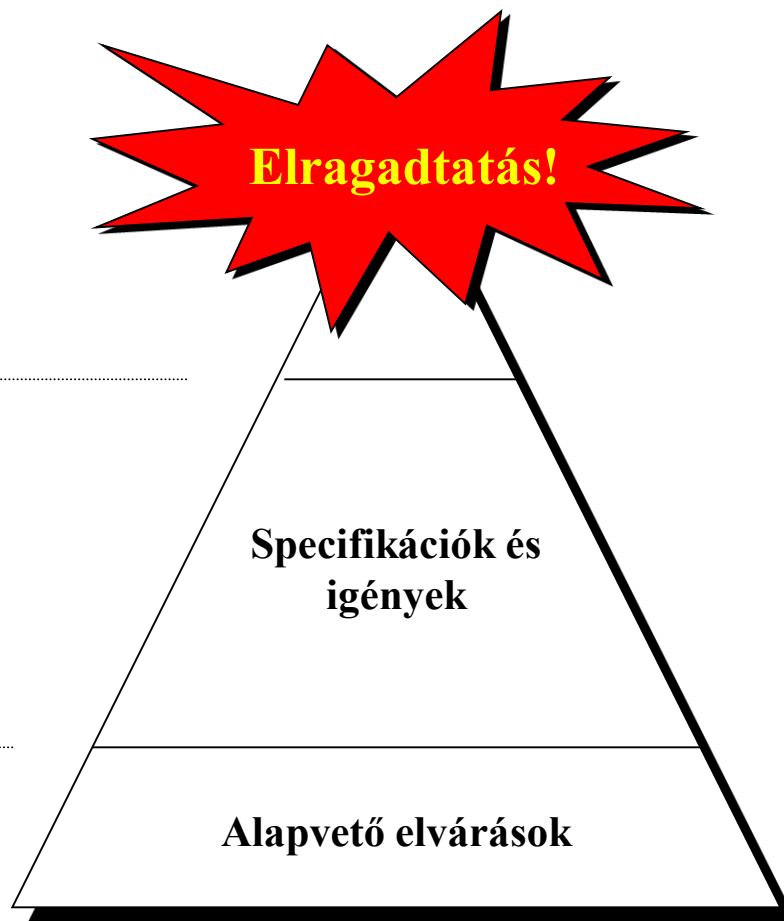 Elragadtatás!
Specifikációk és
igények
Alapvető elvárások